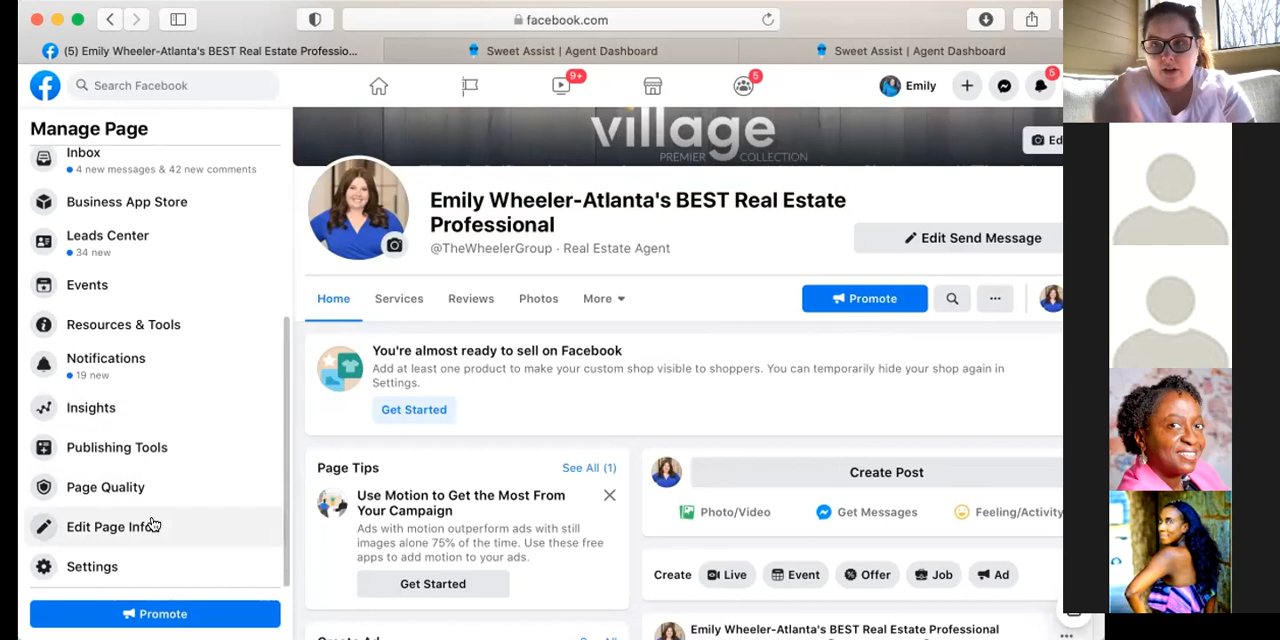 facebook.com
(5) Emily Wheeler-Atlanta's BEST Real Estate Professio...
Sweet Assist | Agent Dashboard
Sweet Assist | Agent Dashboard
Search Facebook
9+
5
Emily
5
Manage Page
Inbox
4 new messages & 42 new comments
Business App Store
Leads Center
34 new
Events
Resources & Tools
Notifications
19 new
Insights
Publishing Tools
Page Quality
Edit Page Info
Settings
Promote
village
PREMIER COLLECTION
Ed
Emily Wheeler-Atlanta's BEST Real Estate
Professional
@TheWheelerGroup · Real Estate Agent
Edit Send Message
Home
Services
Reviews
Photos
More
Promote
You're almost ready to sell on Facebook
Add at least one product to make your custom shop visible to shoppers. You can temporarily hide your shop again in
Settings.
Get Started
Page Tips
See All (1)
Use Motion to Get the Most From
Your Campaign
Ads with motion outperform ads with still
images alone 75% of the time. Use these free
apps to add motion to your ads.
Get Started
Create Post
Photo/Video
Get Messages
Feeling/Activity
Create
Live
Event
Offer
Job
Ad
Emily Wheeler-Atlanta's BEST Real Estate Professional